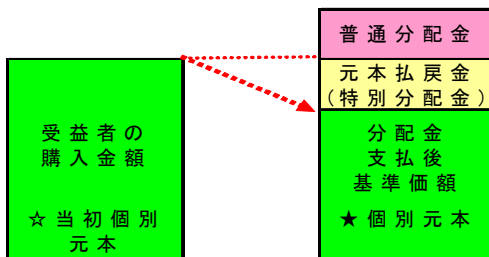 普通分配金
元本払戻金
(特別分配金)
受益者の
購入金額
☆当初個別
元本
分配金
支払後
基準価額
★個別元本